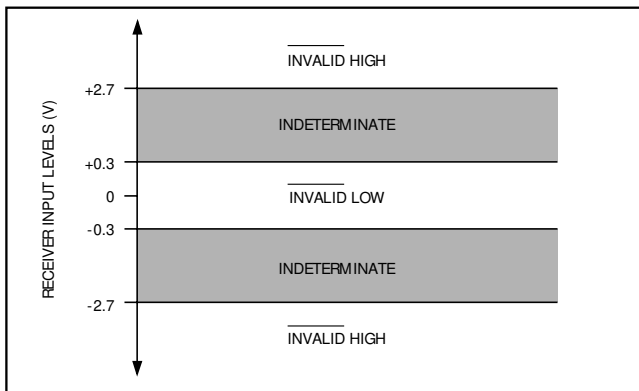 INVALID HIGH
+2.7
INDETERMINATE
+0.3
0
INVALID LOW
-0.3
INDETERMINATE
-2.7
INVALID HIGH
RECEIVER INPUT LEVELS (V)